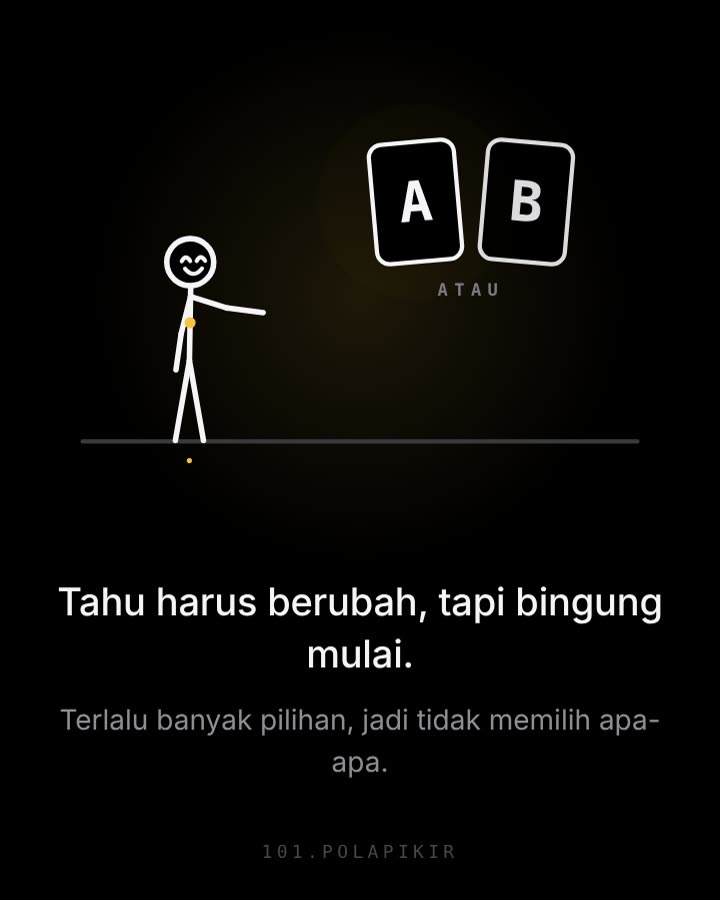 A B
ATAU
Tahu harus berubah, tapi bingung
mulai.
Terlalu banyak pilihan, jadi tidak memilih apa-
apa.
101.POLAPIKIR